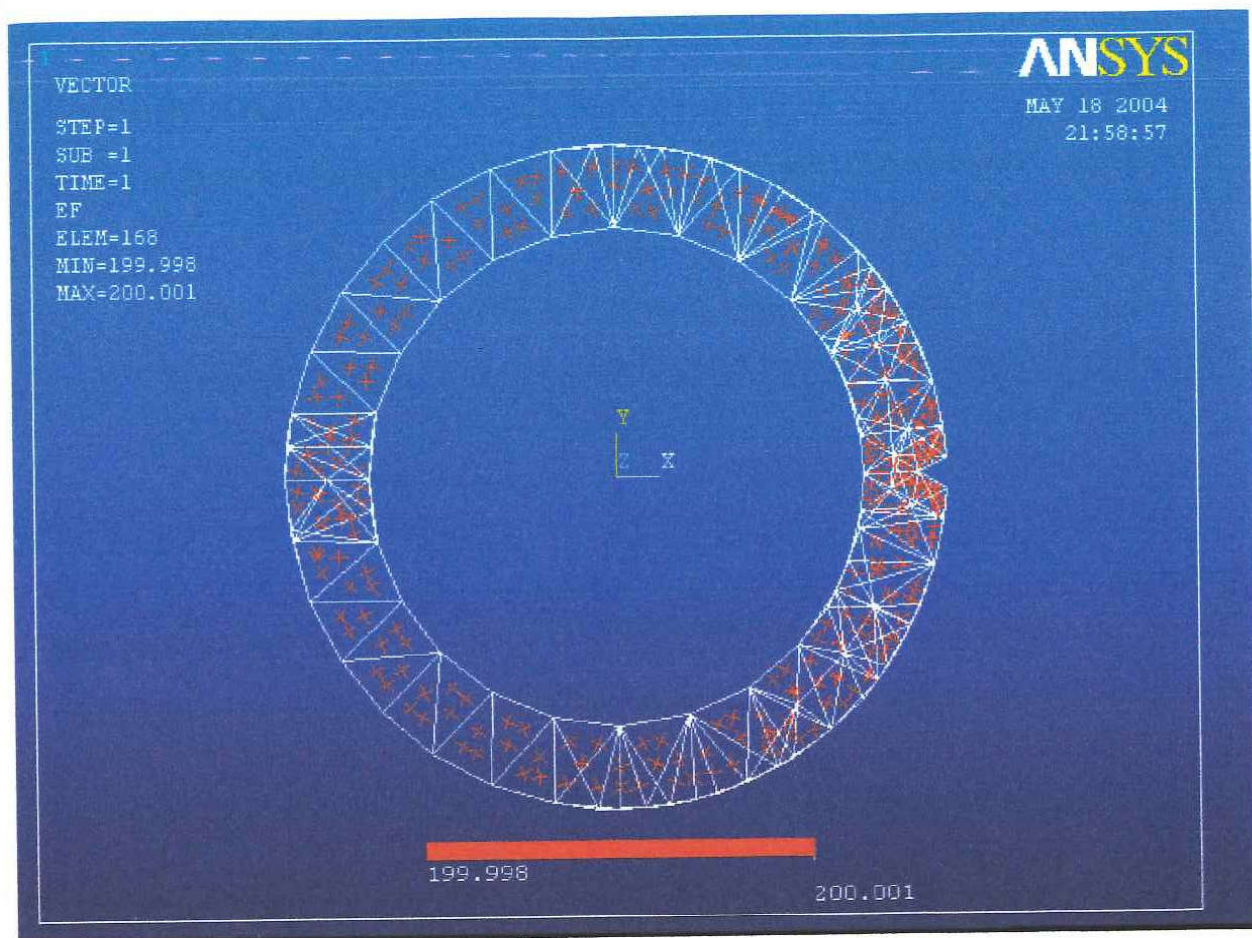 1
ANSYS
VECTOR
MAY 18 2004
STEP=1
21:58:57
SUB =1
TIME=1
EF
ELEM=168
MIN=199.998
MAX=200.001
Y
Z X
199.998
200.001